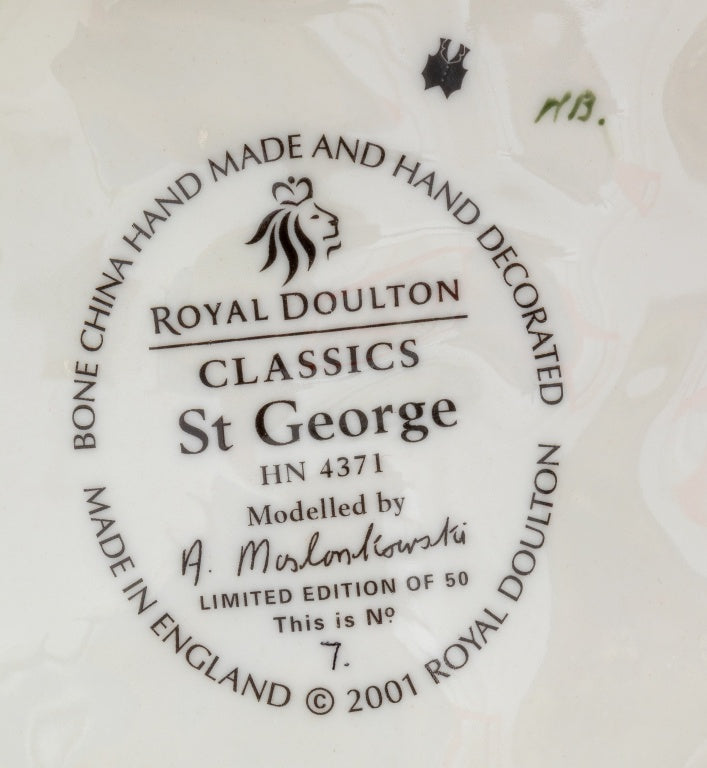 HB.
BONE CHINA HAND MADE AND HAND DECORATED
ROYAL DOULTON
CLASSICS
St George
HN 4371
Modelled by
A. Maslankowski
LIMITED EDITION OF 50
This is Nº
7.
MADE IN ENGLAND © 2001 ROYAL DOULTON